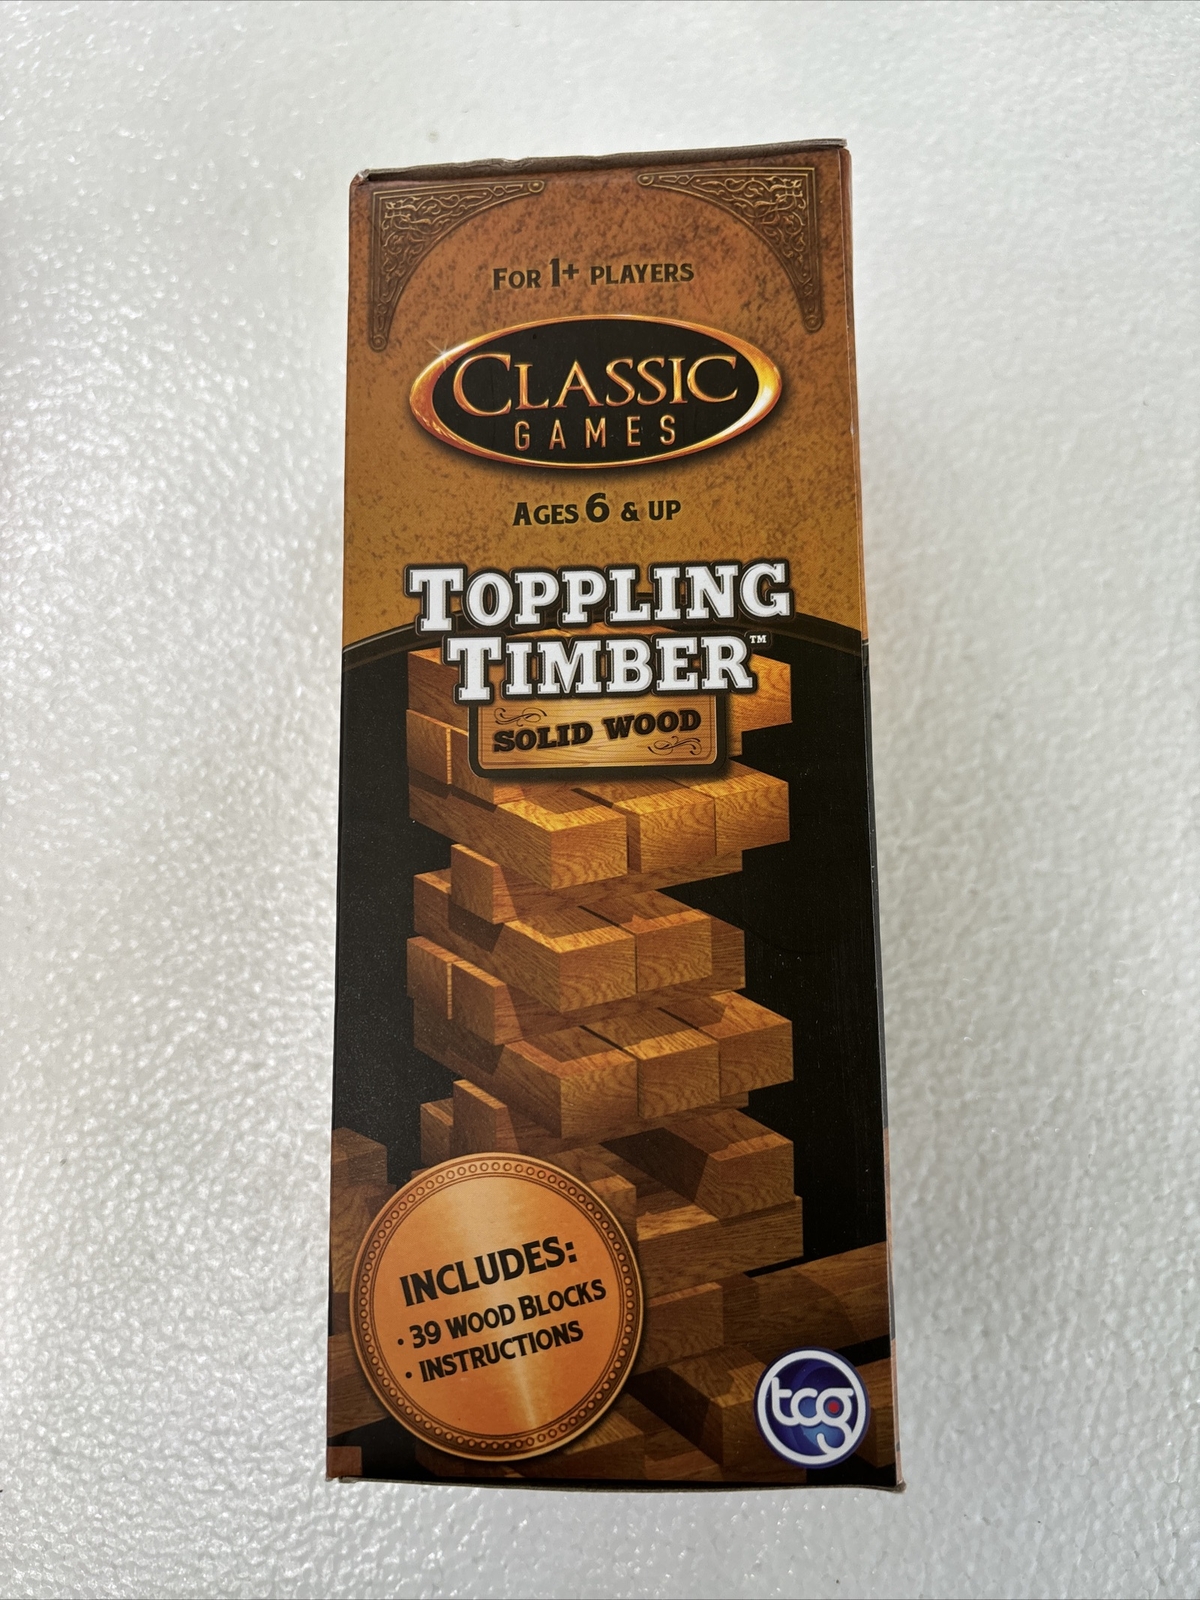 FOR 1+ PLAYERS
CLASSIC
GAMES
AGES 6 & UP
TOPPLING
TIMBER™
SOLID WOOD
INCLUDES:
• 39 WOOD BLOCKS
• INSTRUCTIONS
tcg